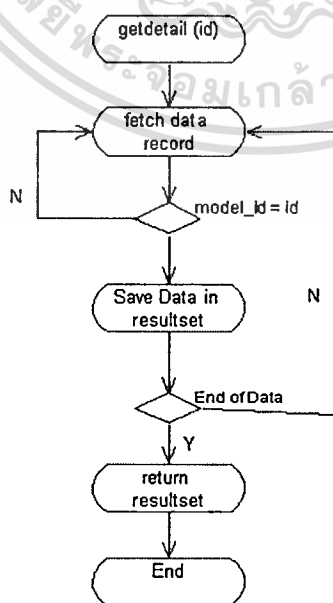 getdetail (id)
fetch data
record
N
model_id = id
Save Data in
resultset
N
End of Data
Y
return
resultset
End